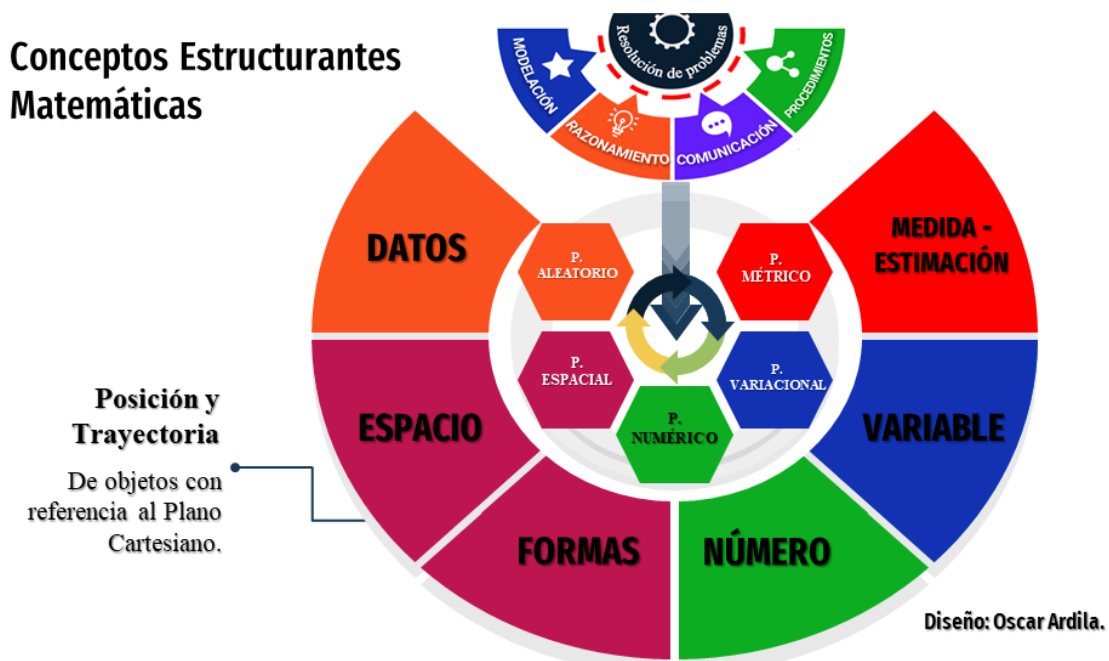 Conceptos Estructurantes
Matemáticas
Resolución de problemas
MODELACIÓN
RAZONAMIENTO
COMUNICACIÓN
PROCEDIMIENTOS
DATOS
P.
ALEATORIO
P.
MÉTRICO
MEDIDA -
ESTIMACIÓN
ESPACIO
P.
ESPACIAL
P.
VARIACIONAL
VARIABLE
P.
NUMÉRICO
Posición y
Trayectoria
De objetos con
referencia al Plano
Cartesiano.
FORMAS
NÚMERO
Diseño: Oscar Ardila.